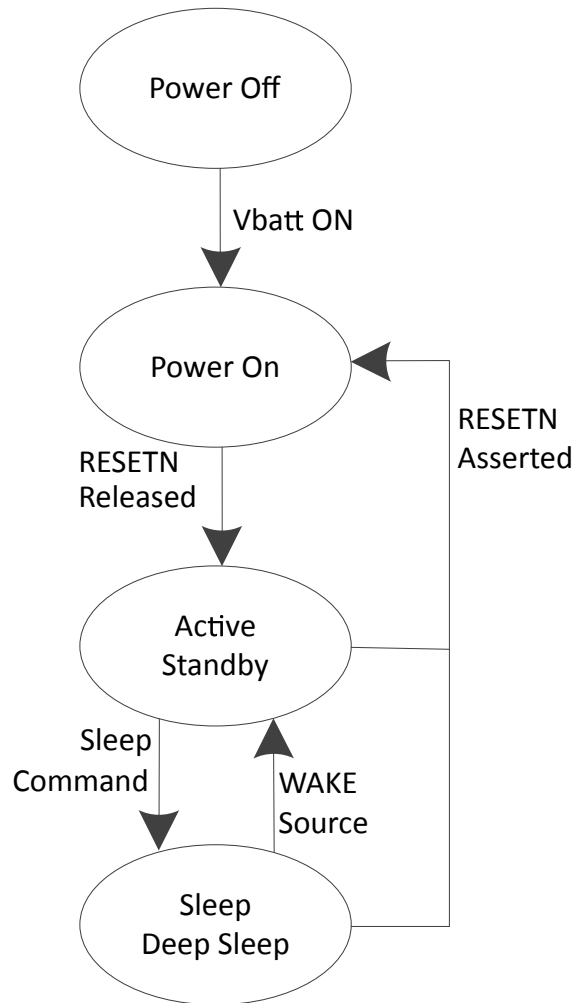 Power Off
Vbatt ON
Power On
RESETN
Asserted
RESETN
Released
Active
Standby
Sleep
Command
WAKE
Source
Sleep
Deep Sleep